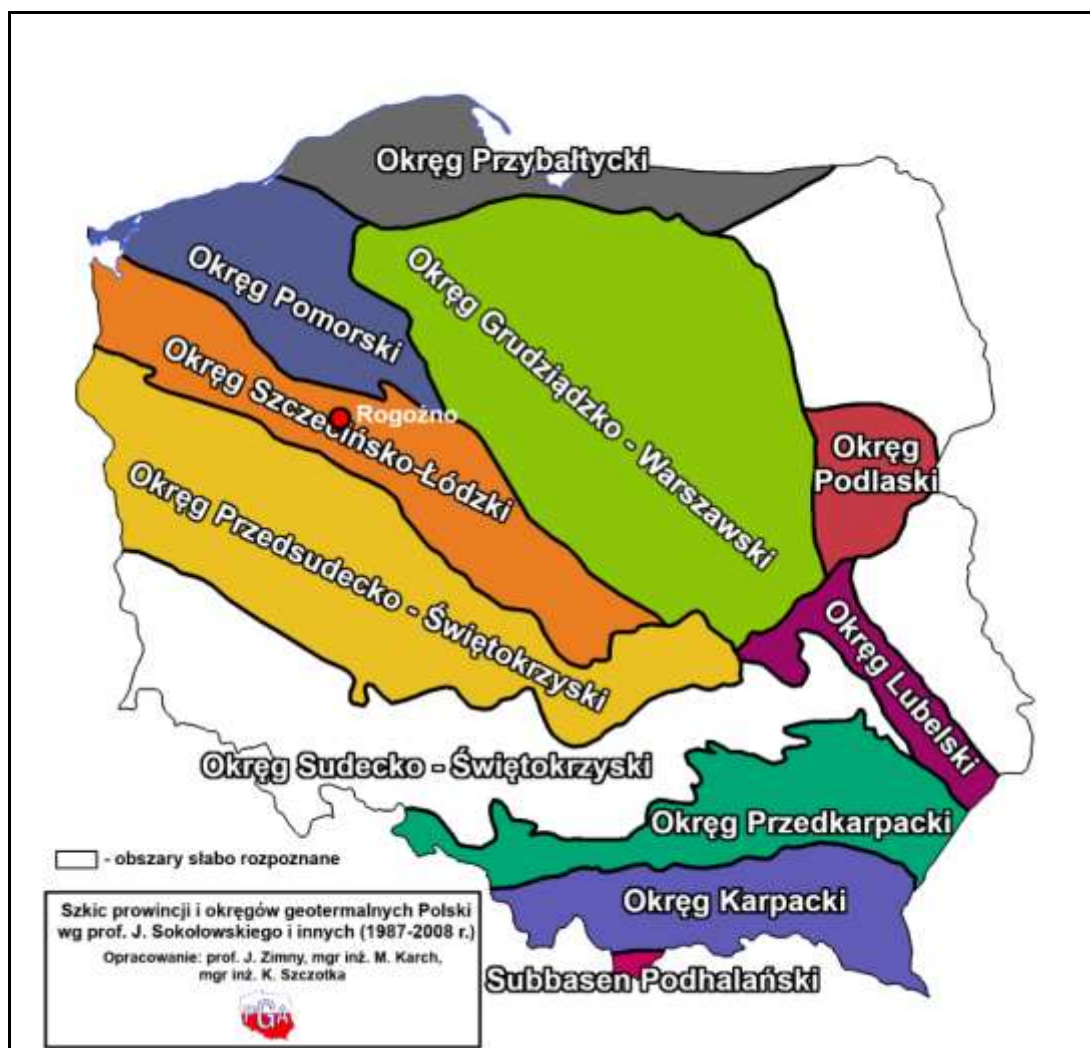 Okręg Przybałtycki
Okręg Pomorski
Okręg Grudziądzko - Warszawski
Okręg Szczecińsko-Łódzki
Rogoźno
Okręg Podlaski
Okręg Przedsudecko - Świętokrzyski
Okręg Lubelski
Okręg Sudecko - Świętokrzyski
Okręg Przedkarpacki
- obszary słabo rozpoznane
Okręg Karpacki
Subbasen Podhalański
Szkic prowincji i okręgów geotermalnych Polski
wg prof. J. Sokołowskiego i innych (1987-2008 r.)
Opracowanie: prof. J. Zimny, mgr inż. M. Karch,
mgr inż. K. Szczotka
PGA